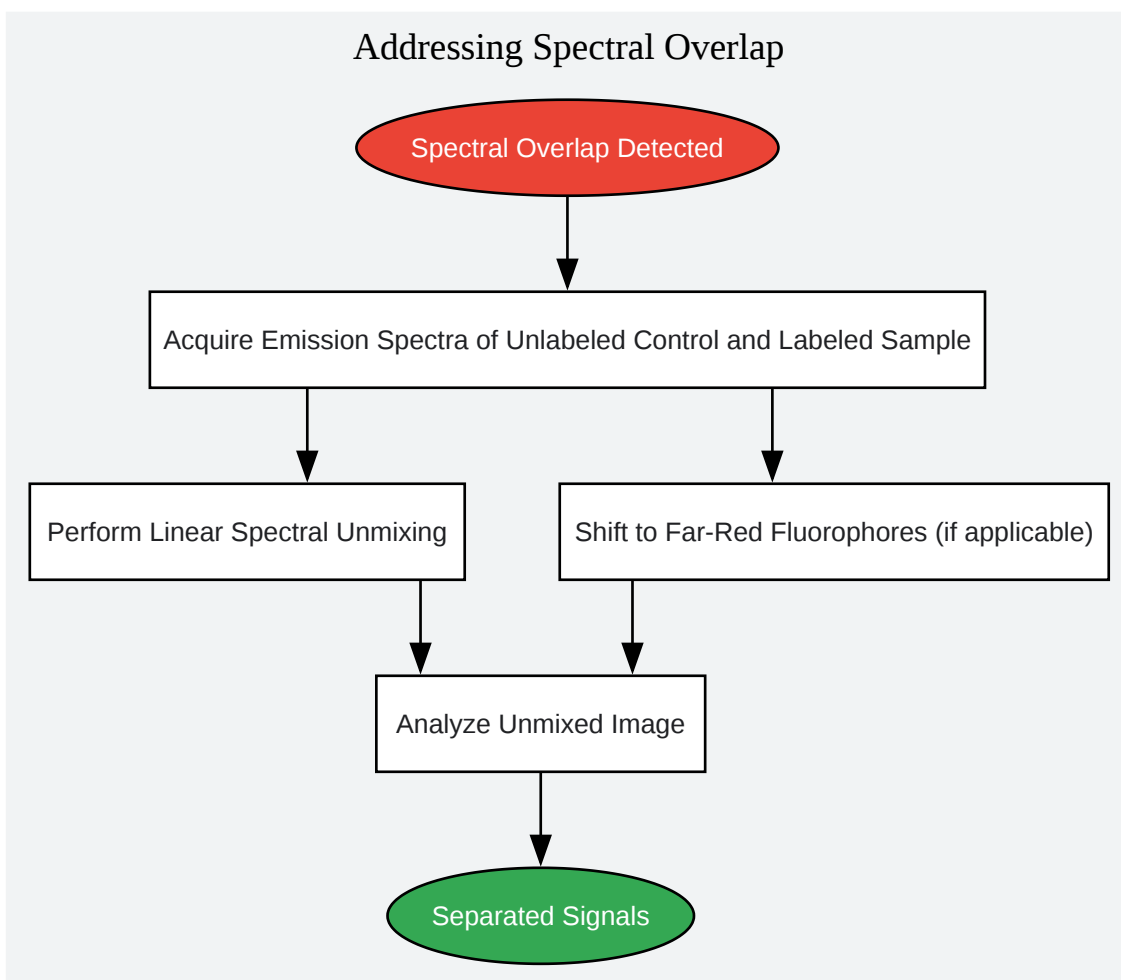 Addressing Spectral Overlap
Spectral Overlap Detected
Acquire Emission Spectra of Unlabeled Control and Labeled Sample
Perform Linear Spectral Unmixing
Shift to Far-Red Fluorophores (if applicable)
Analyze Unmixed Image
Separated Signals